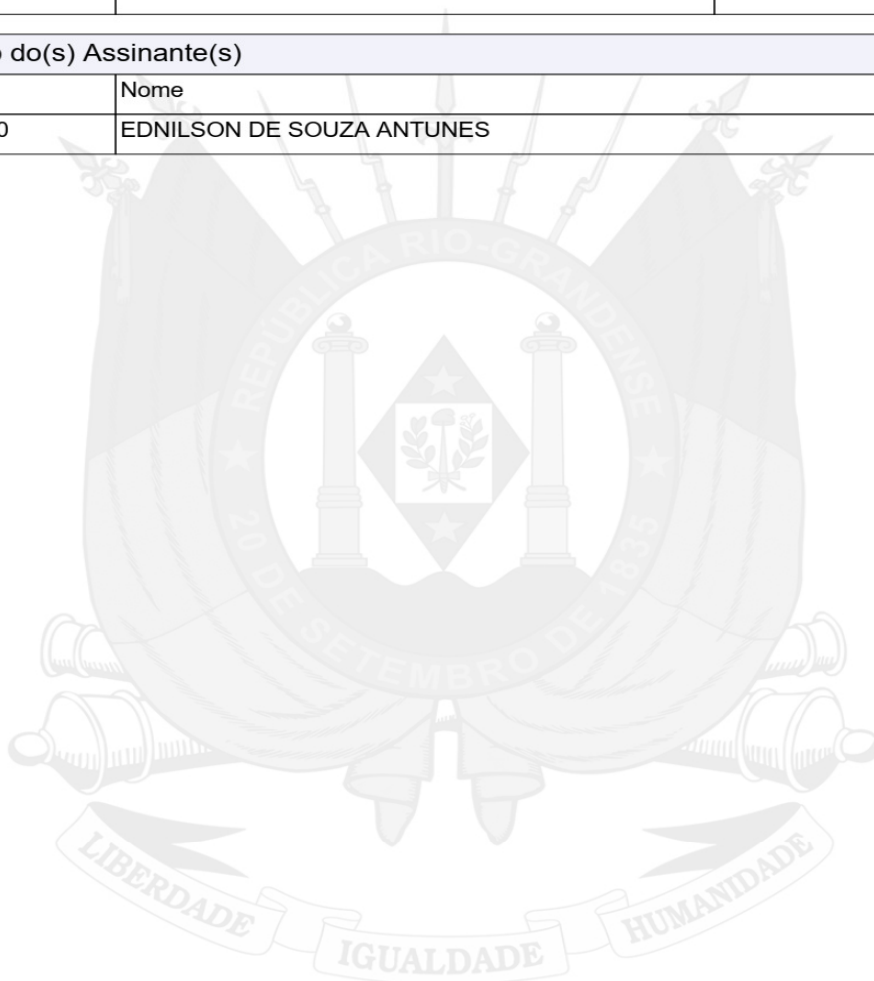 do(s) Assinante(s)
Nome
0
EDNILSON DE SOUZA ANTUNES
REPÚBLICA RIO-GRANDENSE
20 DE SETEMBRO DE 1835
LIBERDADE
IGUALDADE
HUMANIDADE